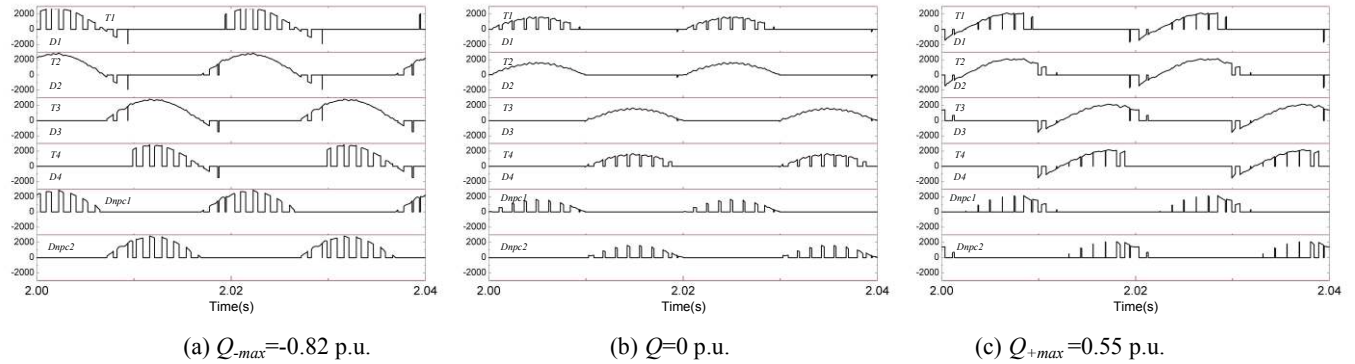 2000
0
-2000
T1
D1
2000
0
-2000
T2
D2
2000
0
-2000
T3
D3
2000
0
-2000
T4
D4
2000
0
-2000
Dnpc1
2000
0
-2000
Dnpc2
2.00
2.02
2.04
Time(s)
(a) Q-max=-0.82 p.u.
2000
0
-2000
T1
D1
2000
0
-2000
T2
D2
2000
0
-2000
T3
D3
2000
0
-2000
T4
D4
2000
0
-2000
Dnpc1
2000
0
-2000
Dnpc2
2.00
2.02
2.04
Time(s)
(b) Q=0 p.u.
2000
0
-2000
T1
D1
2000
0
-2000
T2
D2
2000
0
-2000
T3
D3
2000
0
-2000
T4
D4
2000
0
-2000
Dnpc1
2000
0
-2000
Dnpc2
2.00
2.02
2.04
Time(s)
(c) Q+max =0.55 p.u.